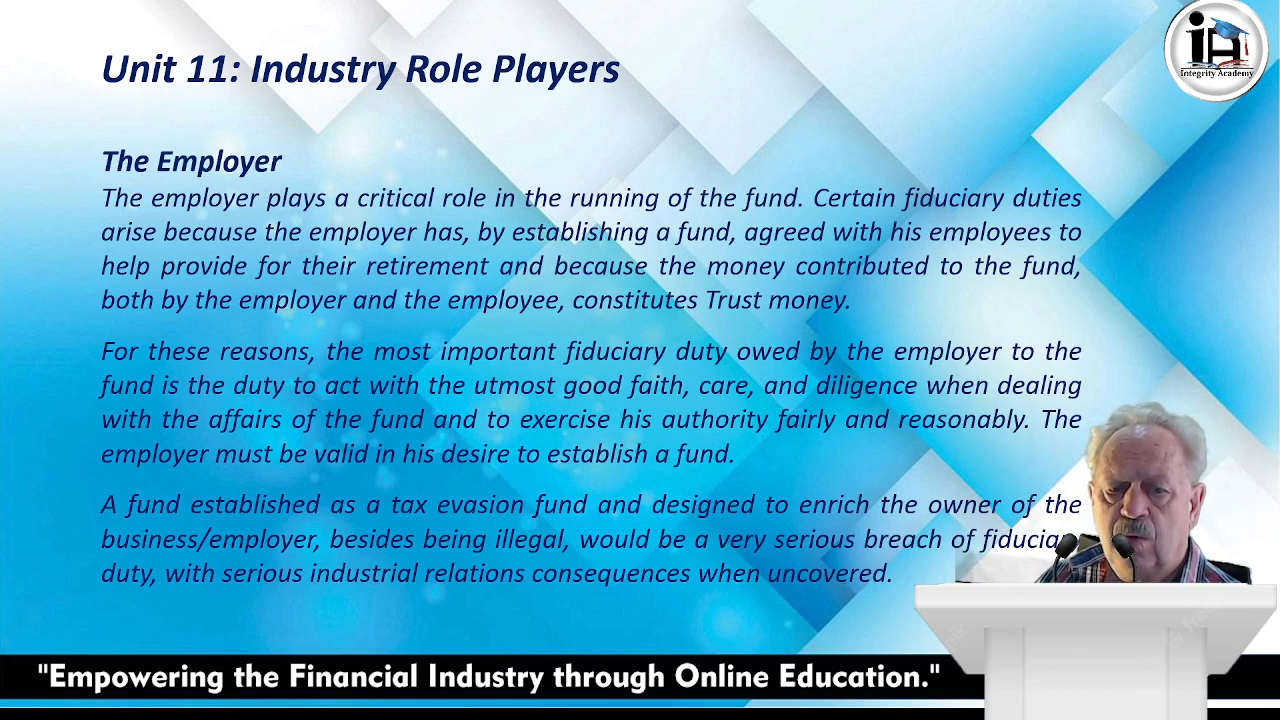 Unit 11: Industry Role Players
iA
Integrity Academy
The Employer
The employer plays a critical role in the running of the fund. Certain fiduciary duties
arise because the employer has, by establishing a fund, agreed with his employees to
help provide for their retirement and because the money contributed to the fund,
both by the employer and the employee, constitutes Trust money.
For these reasons, the most important fiduciary duty owed by the employer to the
fund is the duty to act with the utmost good faith, care, and diligence when dealing
with the affairs of the fund and to exercise his authority fairly and reasonably. The
employer must be valid in his desire to establish a fund.
A fund established as a tax evasion fund and designed to enrich the owner of the
business/employer, besides being illegal, would be a very serious breach of fiducia
duty, with serious industrial relations consequences when uncovered.
"Empowering the Financial Industry through Online Education."